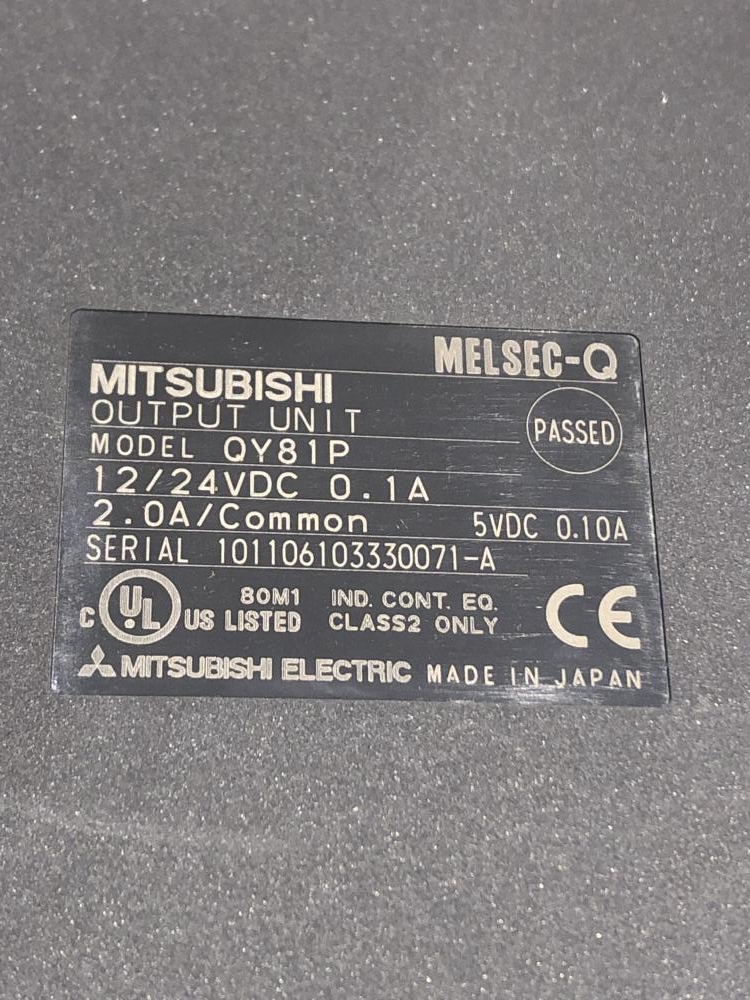 MELSEC-Q
MITSUBISHI
OUTPUT UNIT
PASSED
MODEL QY81P
12/24VDC 0.1A
2.0A/Common 5VDC 0.10A
SERIAL 101106103330071-A
C UL US LISTED 80M1 IND. CONT. EQ.
CLASS2 ONLY
CE
MITSUBISHI ELECTRIC MADE IN JAPAN